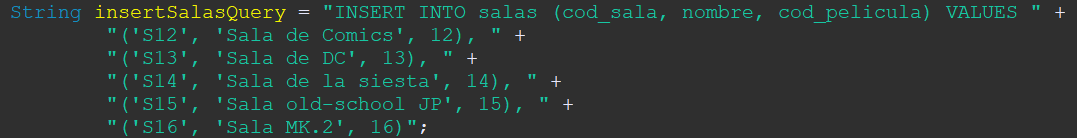 String insertSalasQuery = "INSERT INTO salas (cod_sala, nombre, cod_pelicula) VALUES " +
"('S12', 'Sala de Comics', 12), " +
"('S13', 'Sala de DC', 13), " +
"('S14', 'Sala de la siesta', 14), " +
"('S15', 'Sala old-school JP', 15), " +
"('S16', 'Sala MK.2', 16)";